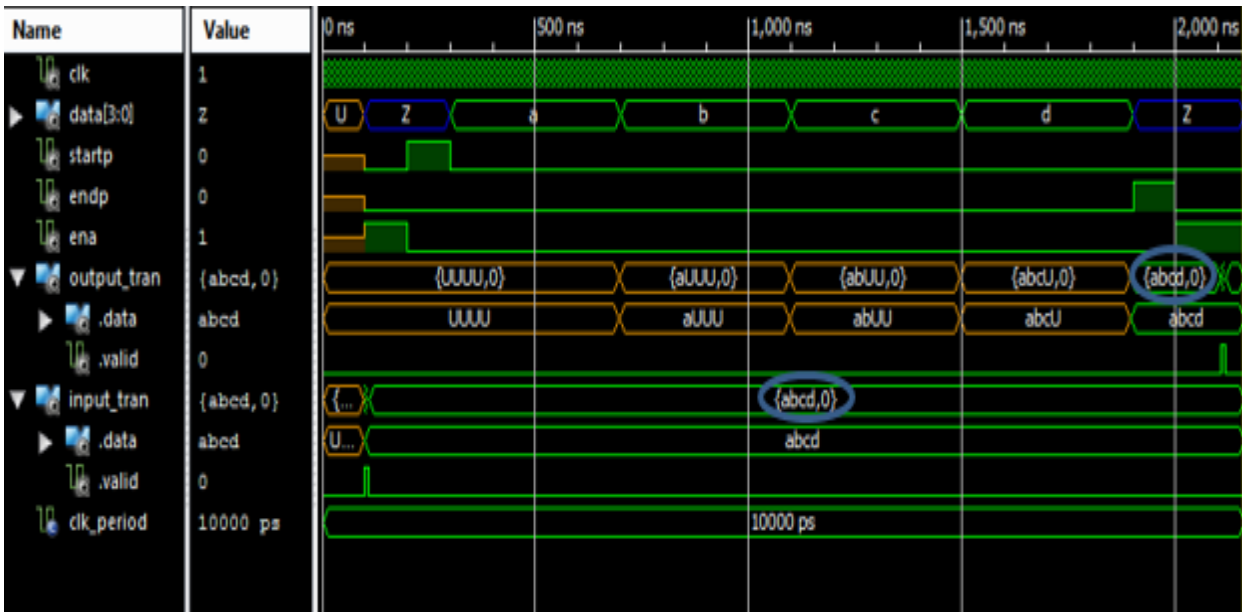 Name Value 0 ns 500 ns 1,000 ns 1,500 ns 2,000 ns
clk 1
data[3:0] Z U Z a b c d Z
startp 0
endp 0
ena 1
output_tran {abcd,0} {UUUU,0} {aUUU,0} {abUU,0} {abcU,0} {abcd,0}
.data abcd UUUU aUUU abUU abcU abcd
.valid 0
input_tran {abcd,0} {... {abcd,0}
.data abcd U... abcd
.valid 0
clk_period 10000 ps 10000 ps